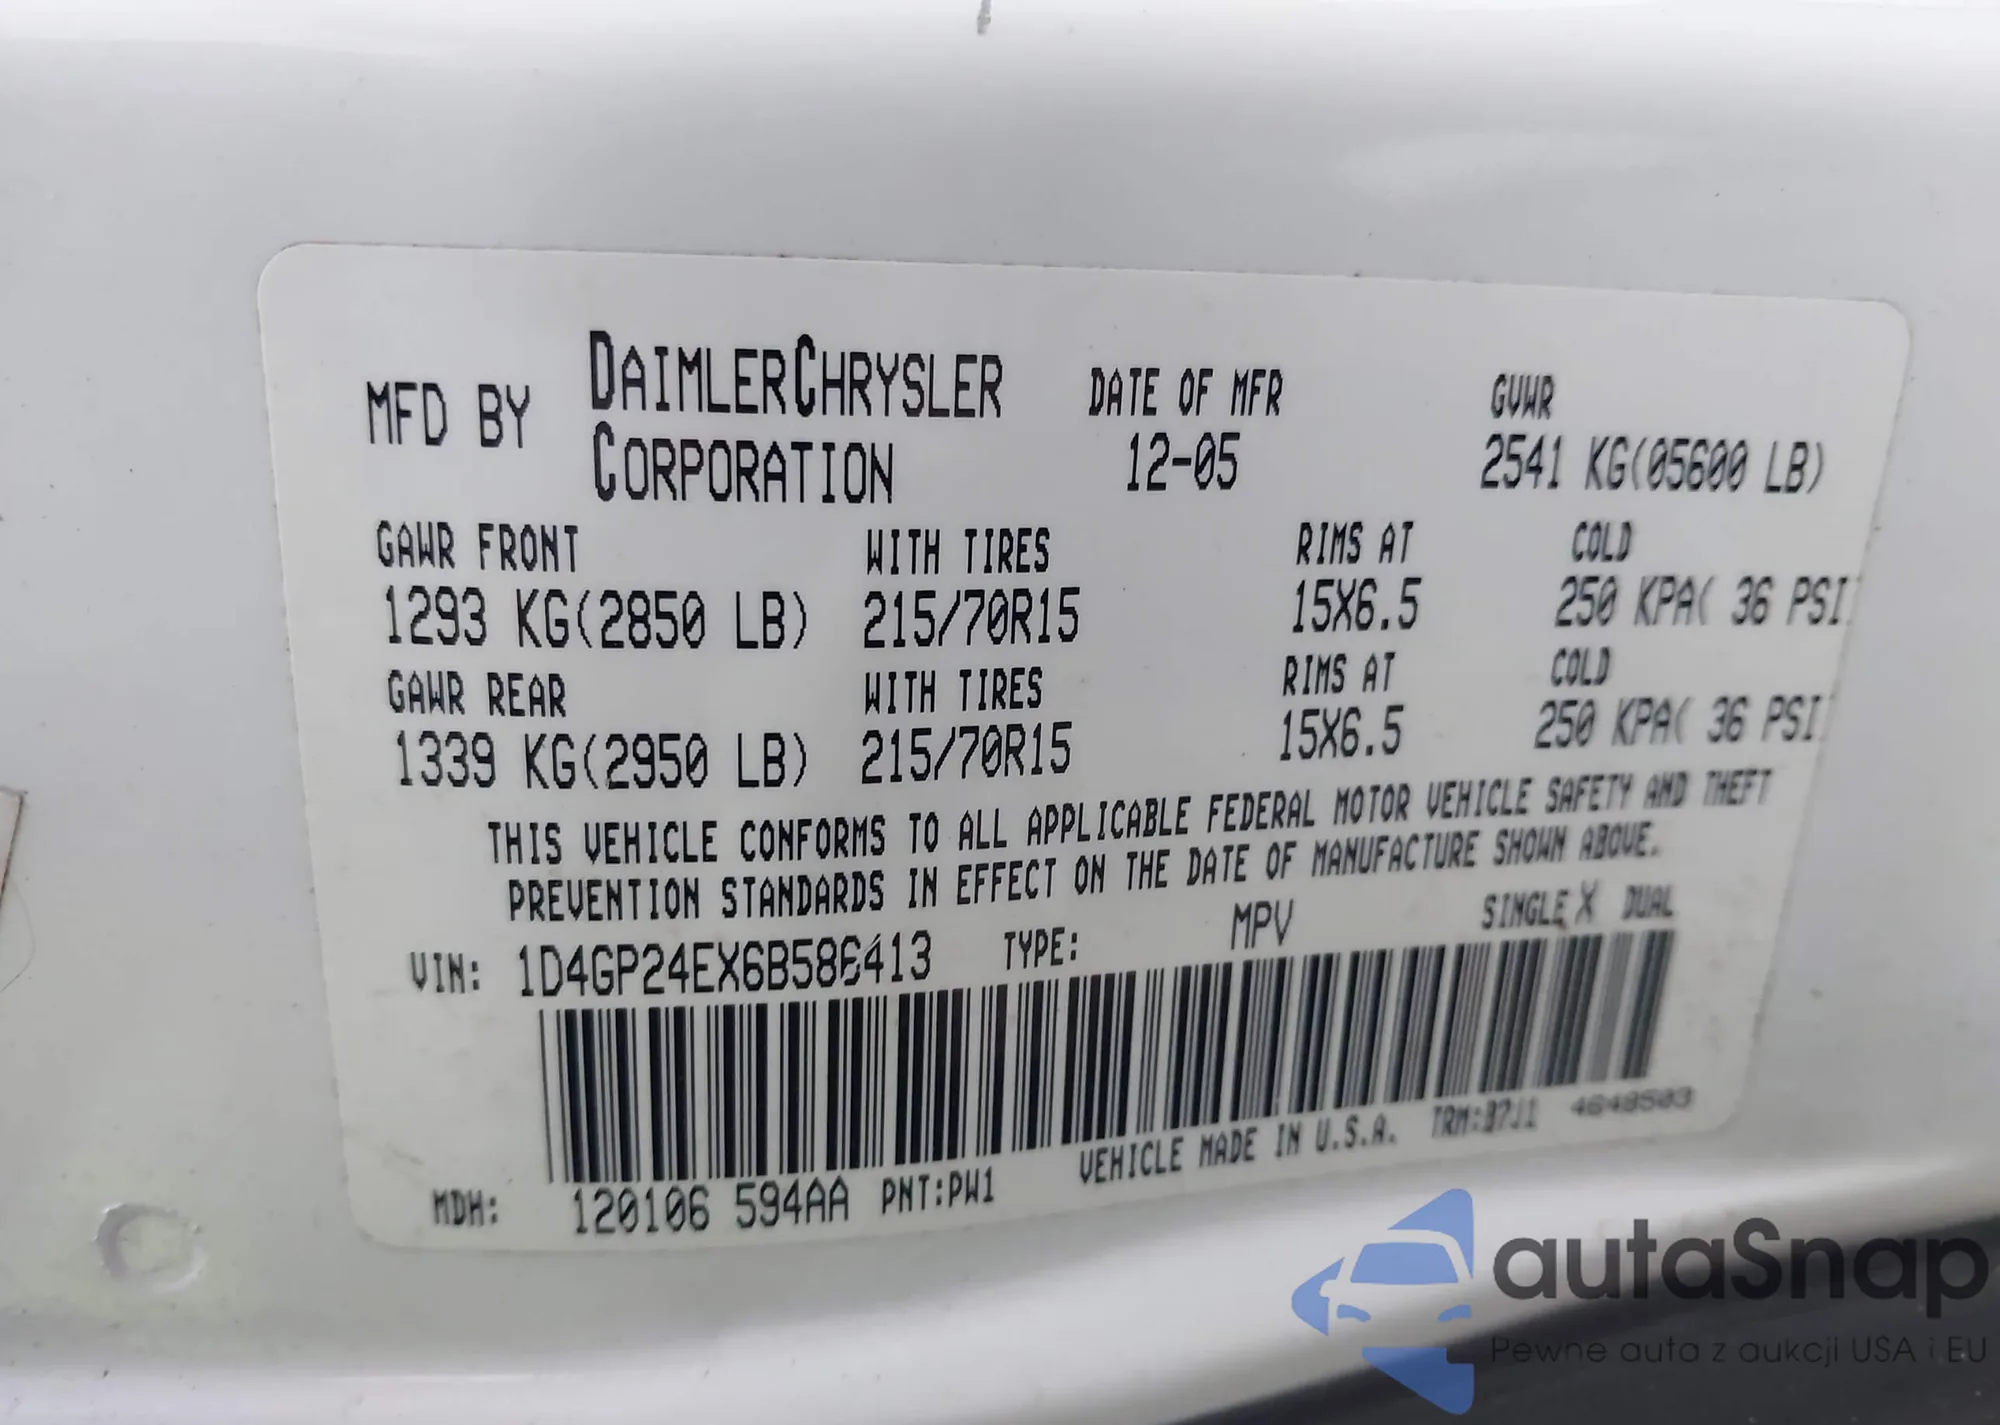 MFD BY DAIMLERCHRYSLER CORPORATION
DATE OF MFR
12-05
GVWR
2541 KG(05600 LB)
GAWR FRONT WITH TIRES RIMS AT COLD
1293 KG(2850 LB) 215/70R15 15X6.5 250 KPA( 36 PSI)
GAWR REAR WITH TIRES RIMS AT COLD
1339 KG(2950 LB) 215/70R15 15X6.5 250 KPA( 36 PSI)
THIS VEHICLE CONFORMS TO ALL APPLICABLE FEDERAL MOTOR VEHICLE SAFETY AND THEFT
PREVENTION STANDARDS IN EFFECT ON THE DATE OF MANUFACTURE SHOWN ABOVE.
VIN: 1D4GP24EX6B586413 TYPE: MPV SINGLE X DUAL
MDH: 120106 594AA PNT:PW1 VEHICLE MADE IN U.S.A. TRM:B7J1 4648503
autaSnap
Pewne auta z aukcji USA i EU